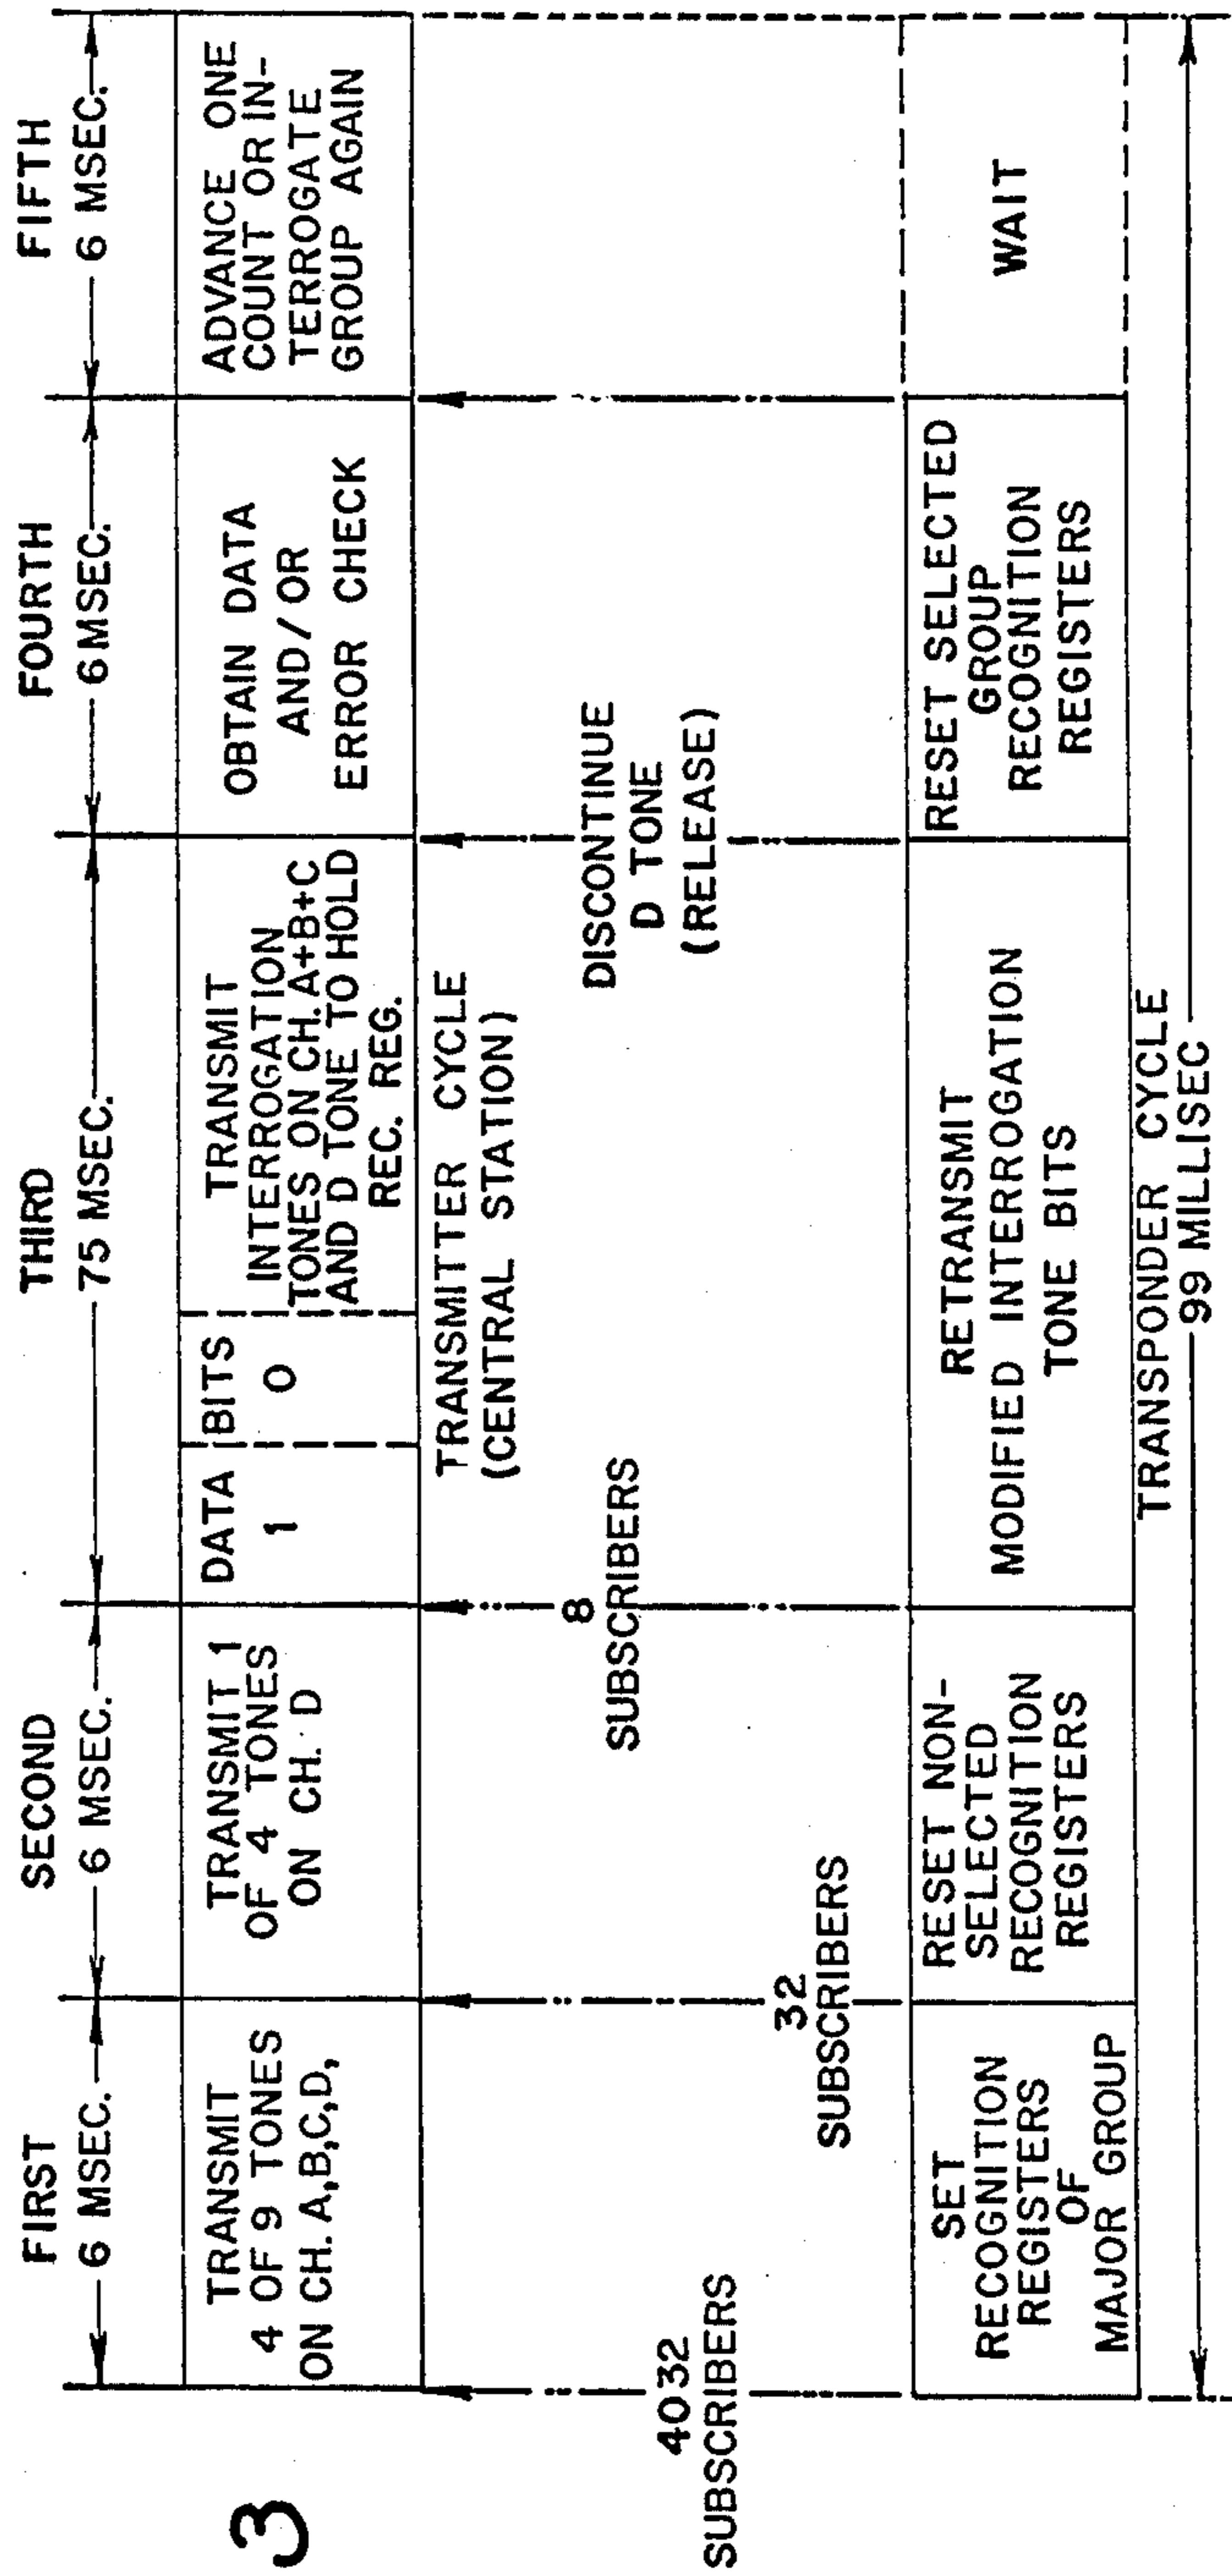 3
FIRST
6 MSEC.
SECOND
6 MSEC.
THIRD
75 MSEC.
FOURTH
6 MSEC.
FIFTH
6 MSEC.
TRANSMIT
4 OF 9 TONES
ON CH. A,B,C,D,
TRANSMIT 1
OF 4 TONES
ON CH. D
DATA BITS
1 0
TRANSMIT
INTERROGATION
TONES ON CH. A+B+C
AND D TONE TO HOLD
REC. REG.
OBTAIN DATA
AND/OR
ERROR CHECK
ADVANCE ONE
COUNT OR IN-
TERROGATE
GROUP AGAIN
TRANSMITTER CYCLE
(CENTRAL STATION)
4032
SUBSCRIBERS
32
SUBSCRIBERS
8
SUBSCRIBERS
DISCONTINUE
D TONE
(RELEASE)
SET
RECOGNITION
REGISTERS
OF
MAJOR GROUP
RESET NON-
SELECTED
RECOGNITION
REGISTERS
RETRANSMIT
MODIFIED INTERROGATION
TONE BITS
RESET SELECTED
GROUP
RECOGNITION
REGISTERS
WAIT
TRANSPONDER CYCLE
99 MILLISEC